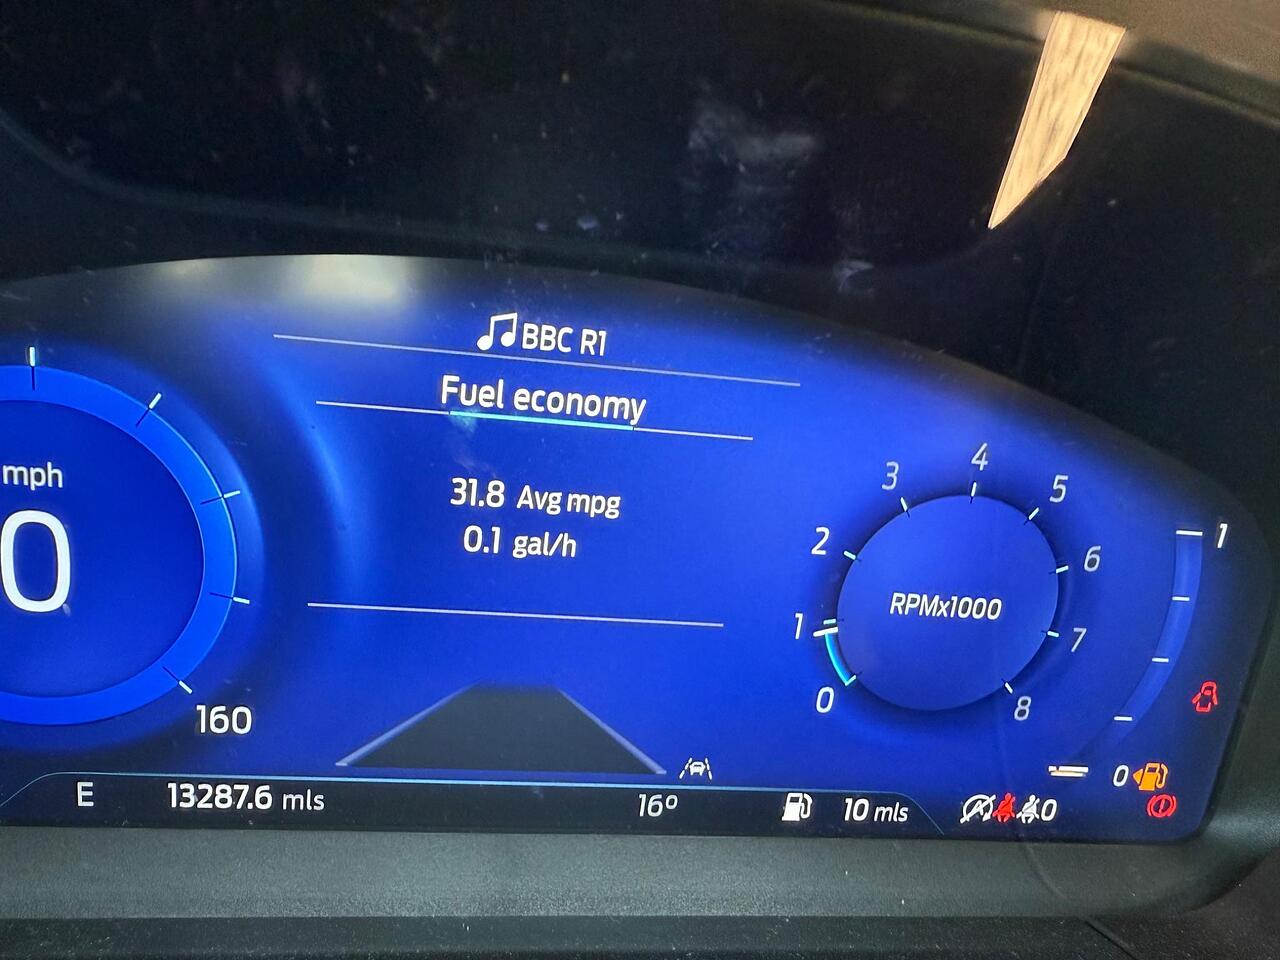 BBC R1
Fuel economy
31.8 Avg mpg
0.1 gal/h
mph
0
160
0
1
2
3
4
5
6
7
8
RPMx1000
1
0
E
13287.6 mls
16º
10 mls
0